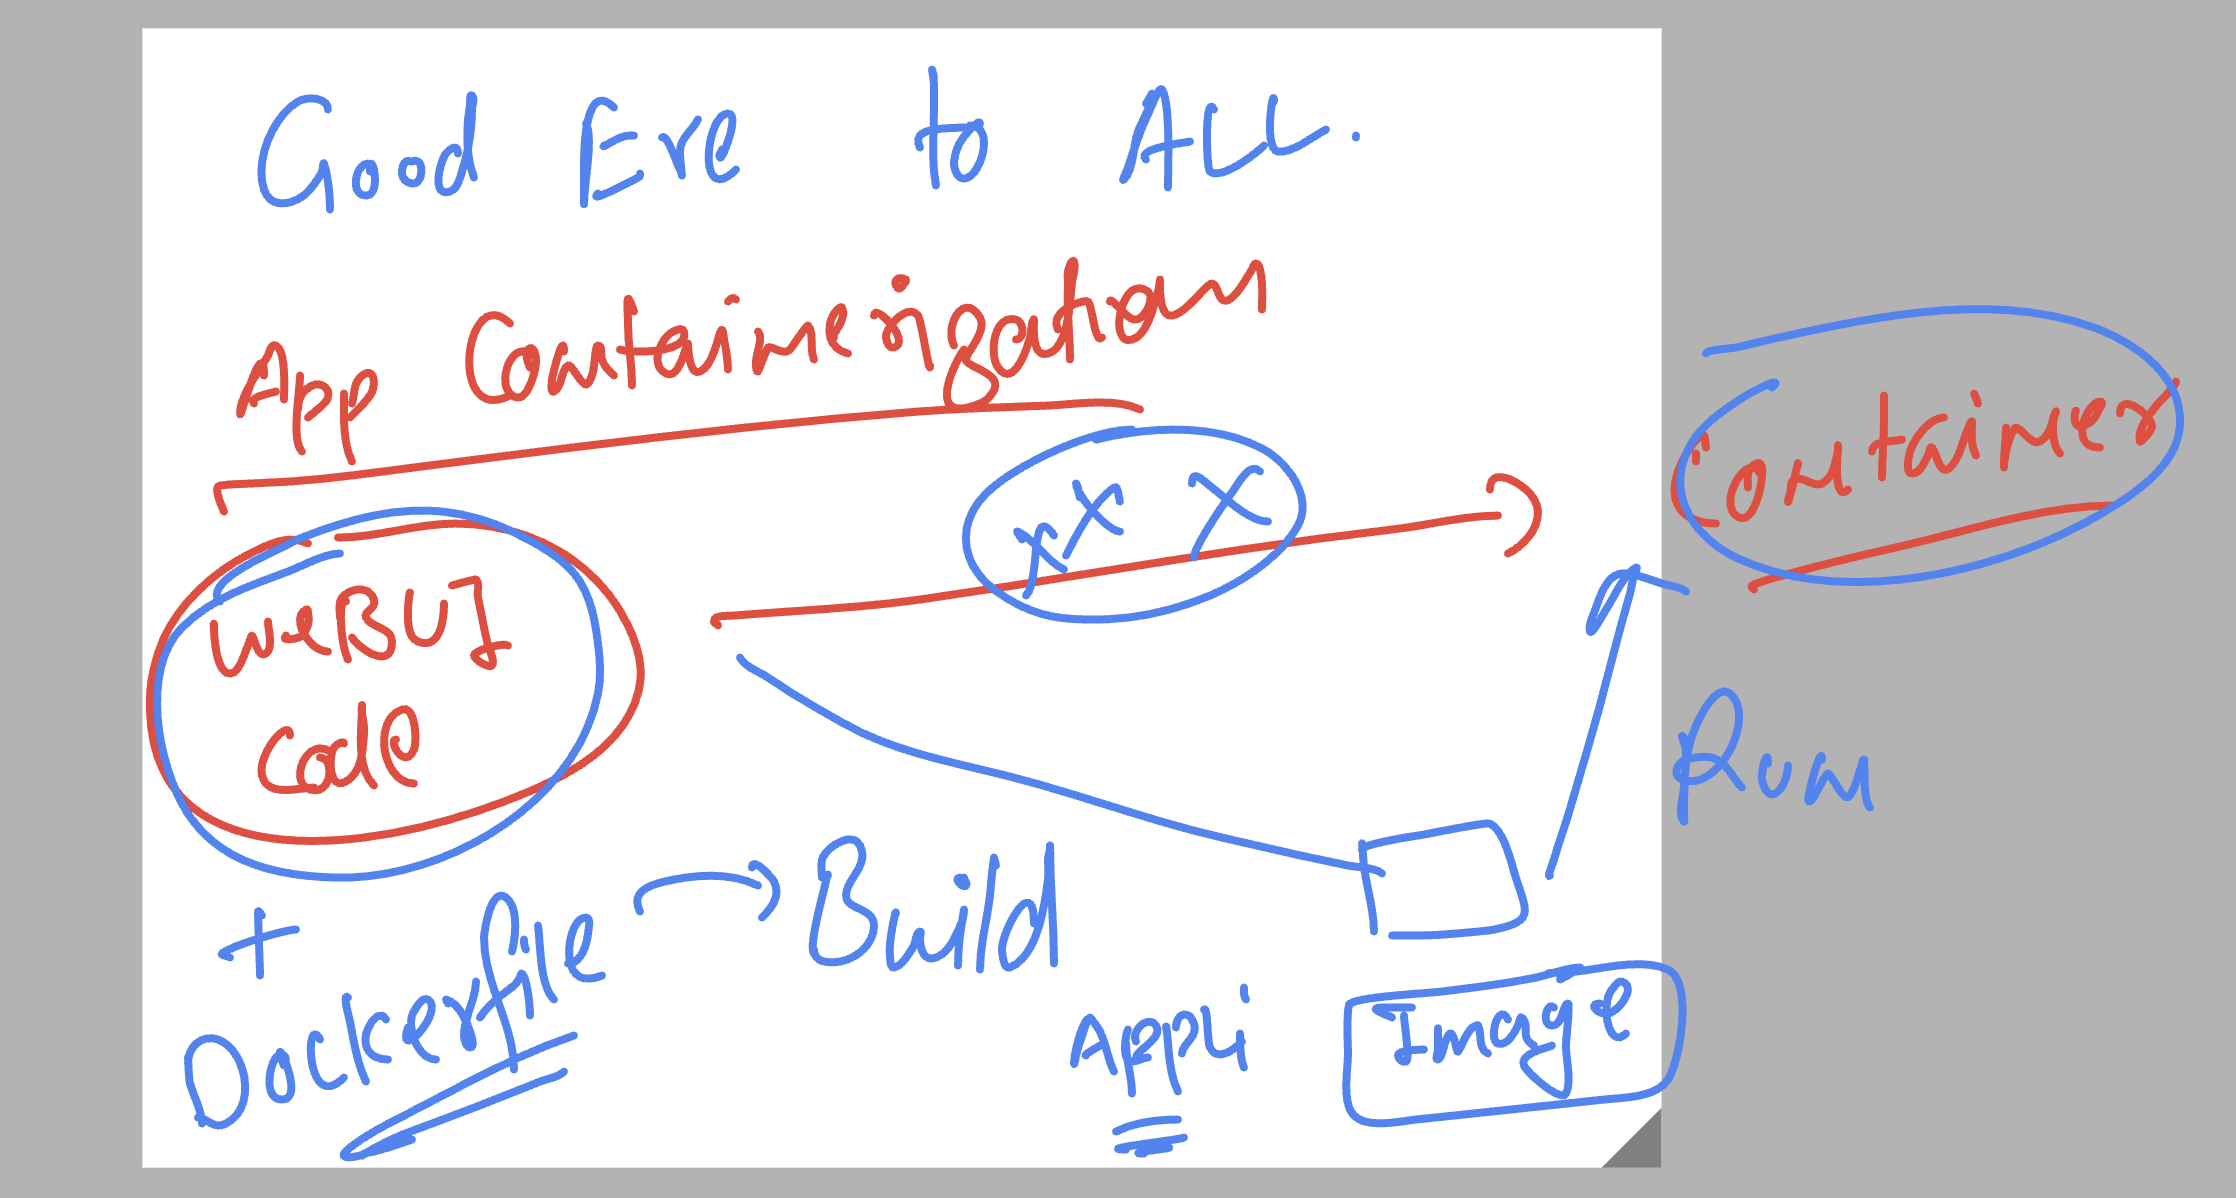 Good Eve to ALL.
App Containerization
Container
XX X
WeBUI
Code
Run
+
Dockerfile
Build
Appli Image